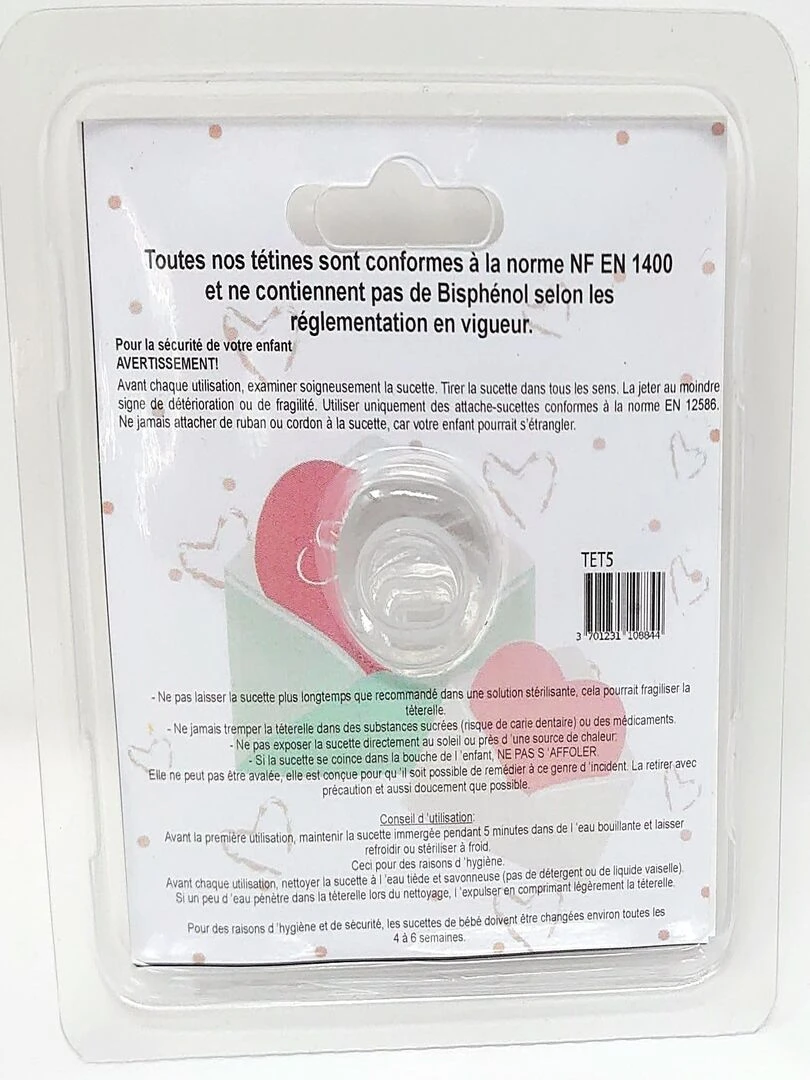 Toutes nos tétines sont conformes à la norme NF EN 1400
et ne contiennent pas de Bisphénol selon les
réglementation en vigueur.
Pour la sécurité de votre enfant
AVERTISSEMENT!
Avant chaque utilisation, examiner soigneusement la sucette. Tirer la sucette dans tous les sens. La jeter au moindre
signe de détérioration ou de fragilité. Utiliser uniquement des attache-sucettes conformes à la norme EN 12586.
Ne jamais attacher de ruban ou cordon à la sucette, car votre enfant pourrait s'étrangler.
TET5
3 701231 108844
- Ne pas laisser la sucette plus longtemps que recommandé dans une solution stérilisante, cela pourrait fragiliser la
téterelle.
- Ne jamais tremper la téterelle dans des substances sucrées (risque de carie dentaire) ou des médicaments.
- Ne pas exposer la sucette directement au soleil ou près d 'une source de chaleur.
- Si la sucette se coince dans la bouche de l 'enfant, NE PAS S 'AFFOLER.
Elle ne peut pas être avalée, elle est conçue pour qu 'il soit possible de remédier à ce genre d 'incident. La retirer avec
précaution et aussi doucement que possible.
Conseil d 'utilisation:
Avant la première utilisation, maintenir la sucette immergée pendant 5 minutes dans de l 'eau bouillante et laisser
refroidir ou stériliser à froid.
Ceci pour des raisons d 'hygiène.
Avant chaque utilisation, nettoyer la sucette à l 'eau tiède et savonneuse (pas de détergent ou de liquide vaiselle).
Si un peu d 'eau pénètre dans la téterelle lors du nettoyage, l 'expulser en comprimant légèrement la téterelle.
Pour des raisons d 'hygiène et de sécurité, les sucettes de bébé doivent être changées environ toutes les
4 à 6 semaines.